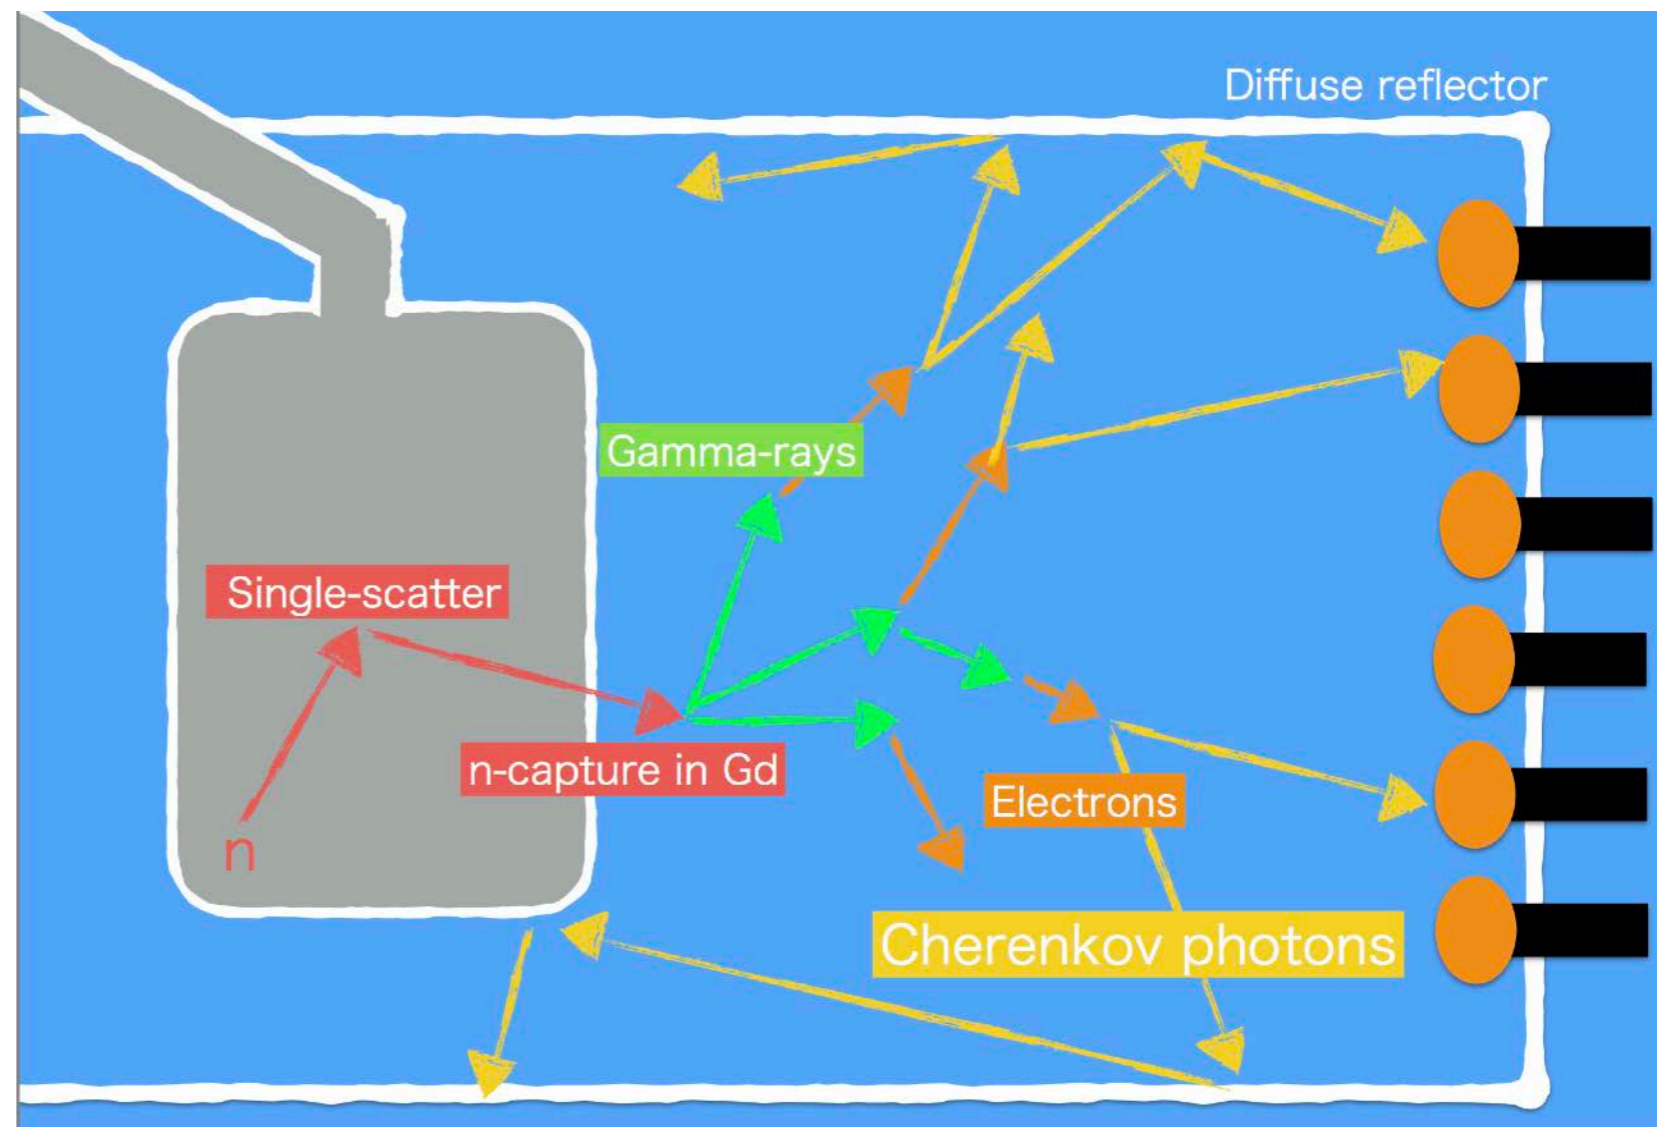 Diffuse reflector
Gamma-rays
Single-scatter
n-capture in Gd
Electrons
n
Cherenkov photons